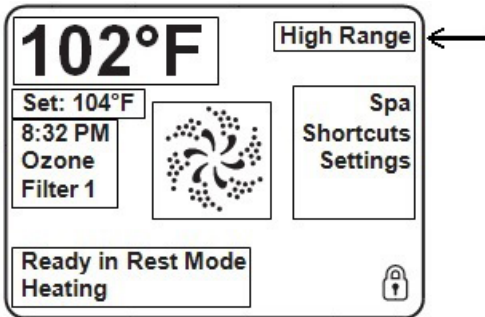 102°F
High Range
Set: 104°F
8:32 PM
Ozone
Filter 1
Spa
Shortcuts
Settings
Ready in Rest Mode
Heating